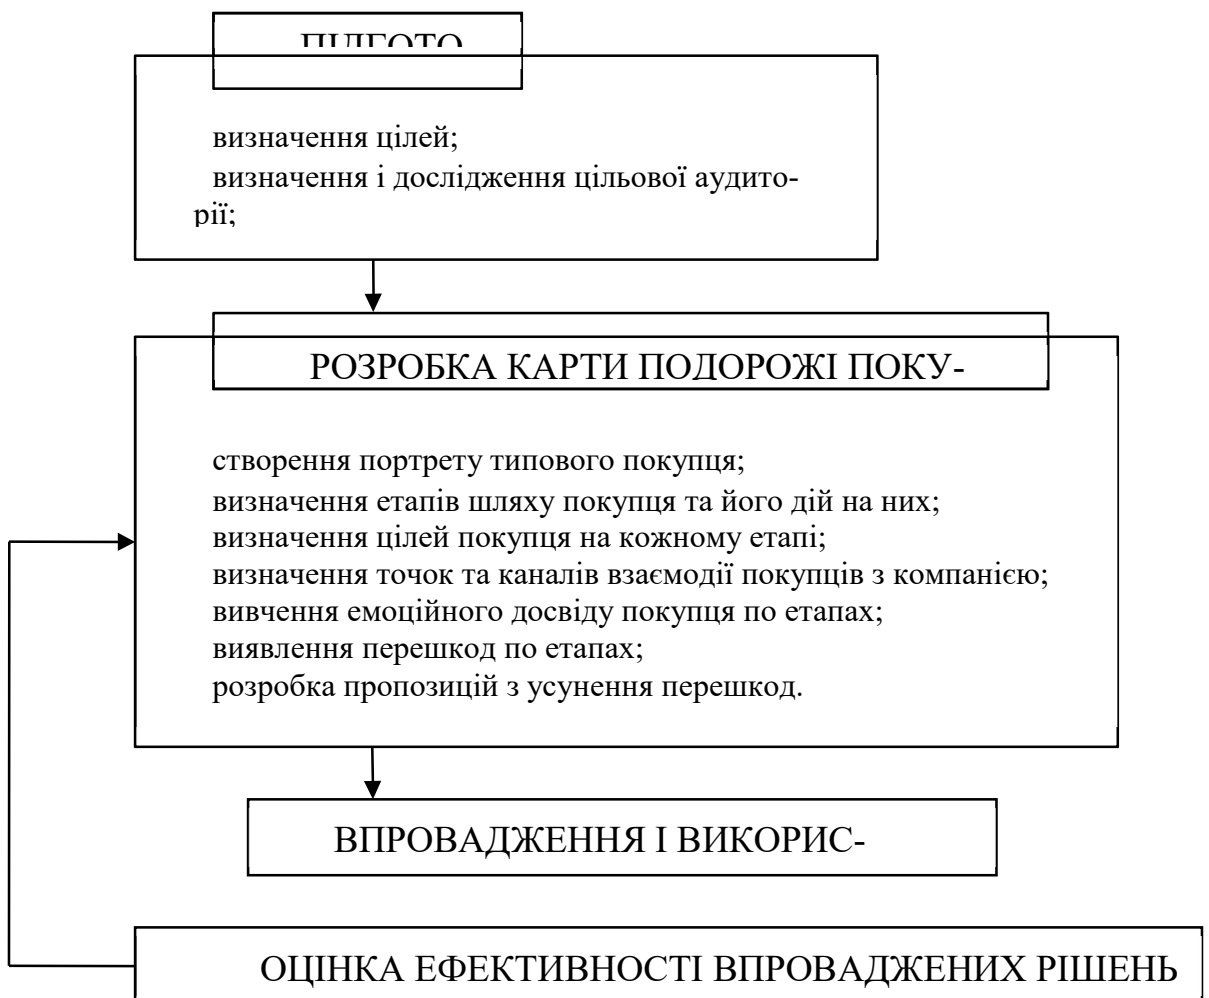 ПІДГОТО
визначення цілей;
визначення і дослідження цільової аудито-
рії;
РОЗРОБКА КАРТИ ПОДОРОЖІ ПОКУ-
створення портрету типового покупця;
визначення етапів шляху покупця та його дій на них;
визначення цілей покупця на кожному етапі;
визначення точок та каналів взаємодії покупців з компанією;
вивчення емоційного досвіду покупця по етапах;
виявлення перешкод по етапах;
розробка пропозицій з усунення перешкод.
ВПРОВАДЖЕННЯ І ВИКОРИС-
ОЦІНКА ЕФЕКТИВНОСТІ ВПРОВАДЖЕНИХ РІШЕНЬ